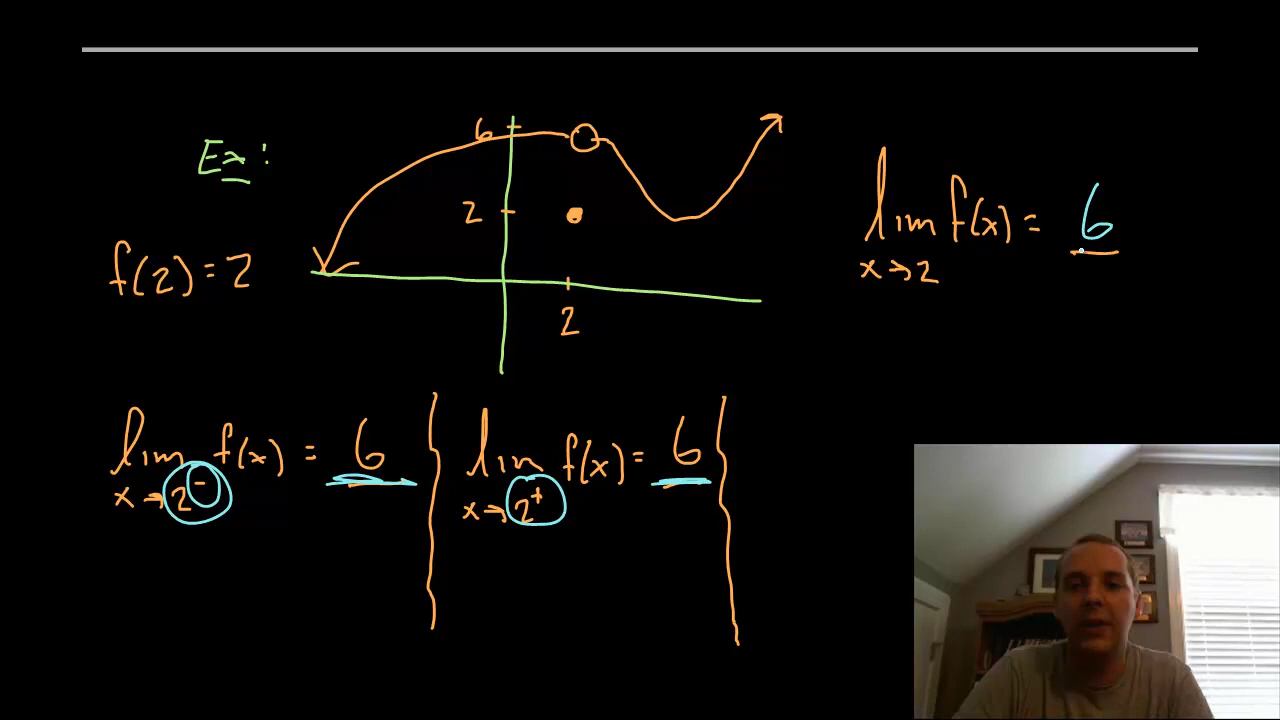 Ex:
6
2
2
f(2)=2
lim f(x) = 6
x→2
lim f(x) = 6
x→2⁻
lim f(x) = 6
x→2⁺